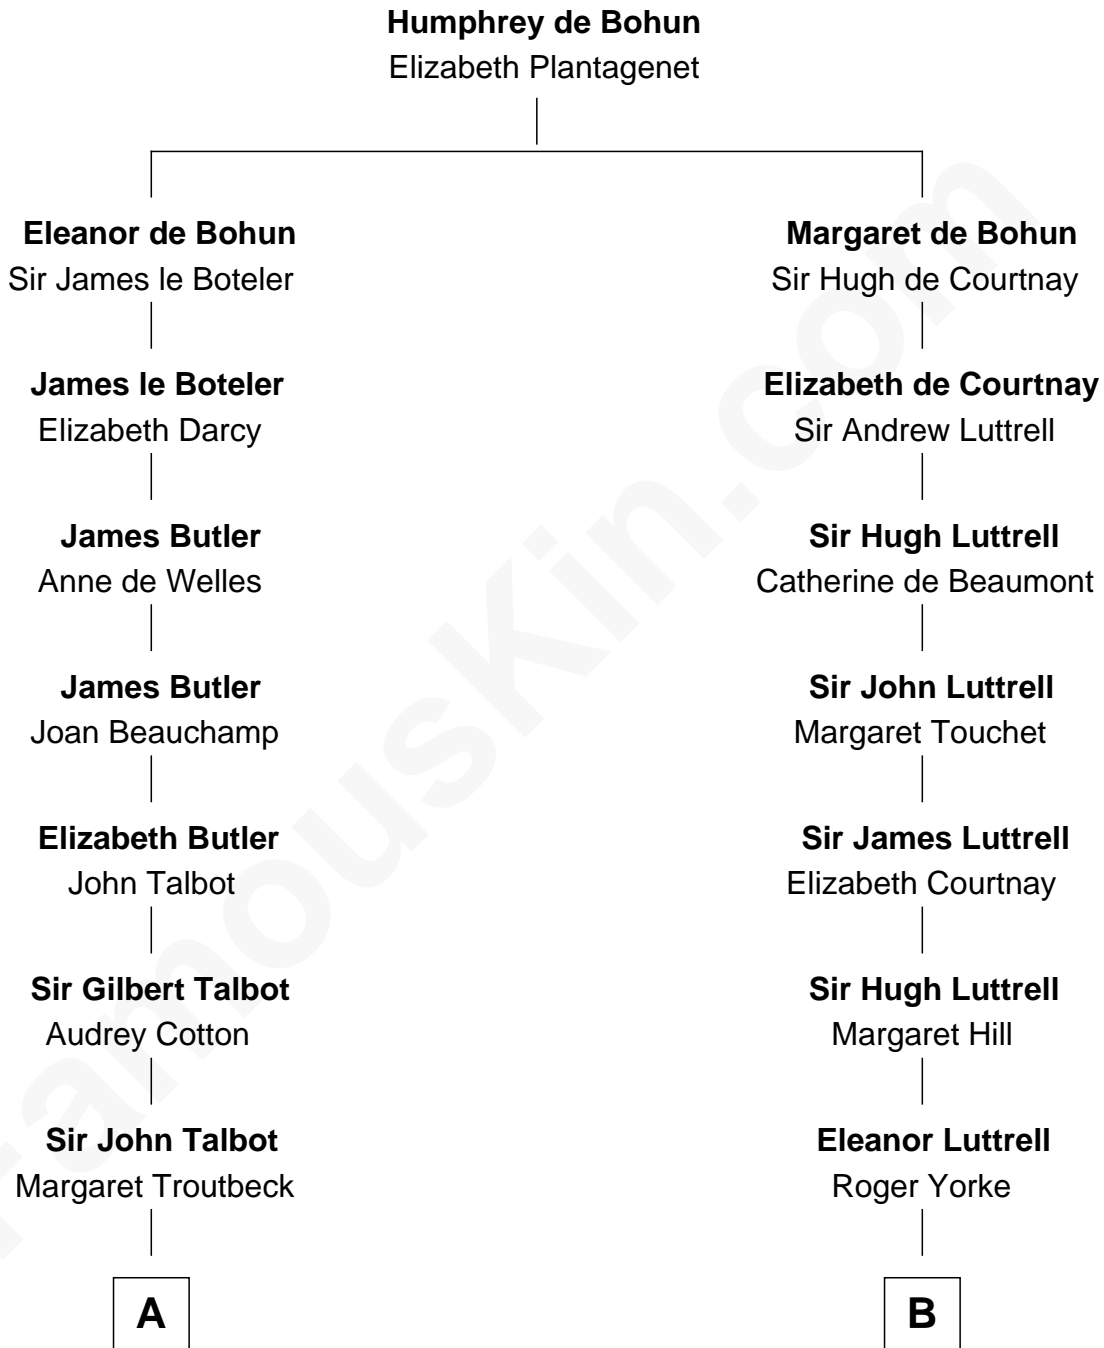 Humphrey de Bohun
Elizabeth Plantagenet
Eleanor de Bohun
Sir James le Boteler
James le Boteler
Elizabeth Darcy
James Butler
Anne de Welles
James Butler
Joan Beauchamp
Elizabeth Butler
John Talbot
Sir Gilbert Talbot
Audrey Cotton
Sir John Talbot
Margaret Troutbeck
A
Margaret de Bohun
Sir Hugh de Courtnay
Elizabeth de Courtnay
Sir Andrew Luttrell
Sir Hugh Luttrell
Catherine de Beaumont
Sir John Luttrell
Margaret Touchet
Sir James Luttrell
Elizabeth Courtnay
Sir Hugh Luttrell
Margaret Hill
Eleanor Luttrell
Roger Yorke
B
FamousKin.com